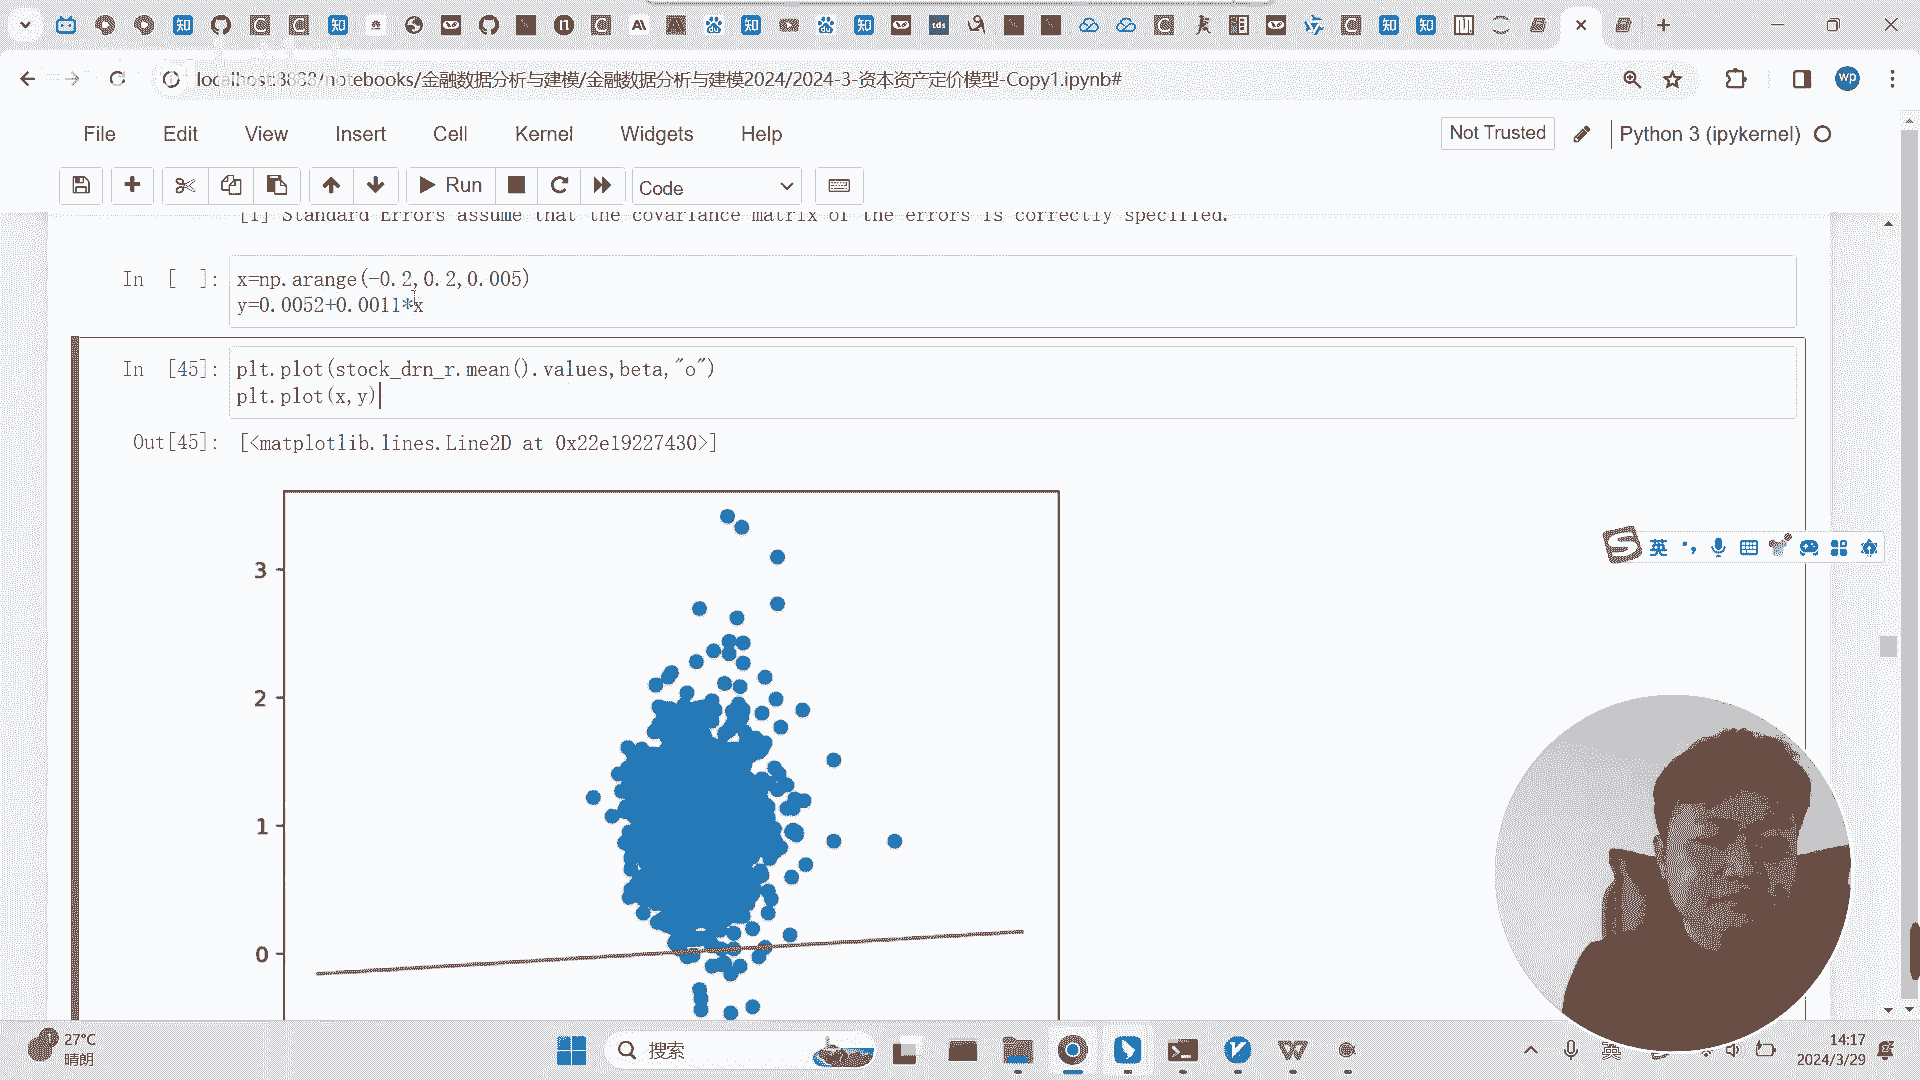 localhost:8888/notebooks/金融数据分析与建模/金融数据分析与建模2024/2024-3-资本资产定价模型-Copy1.ipynb#
wp
File Edit View Insert Cell Kernel Widgets Help
Not Trusted
Python 3 (ipykernel)
Run
Code
[1] Standard Errors assume that the covariance matrix of the errors is correctly specified.
In [ ]:
x=np.arange(-0.2,0.2,0.005)
y=0.0052+0.0011*x
In [45]:
plt.plot(stock_drn_r.mean().values,beta,"o")
plt.plot(x,y)
Out[45]:
[<matplotlib.lines.Line2D at 0x22e19227430>]
3
2
1
0
英
27°C
晴朗
搜索
英
14:17
2024/3/29